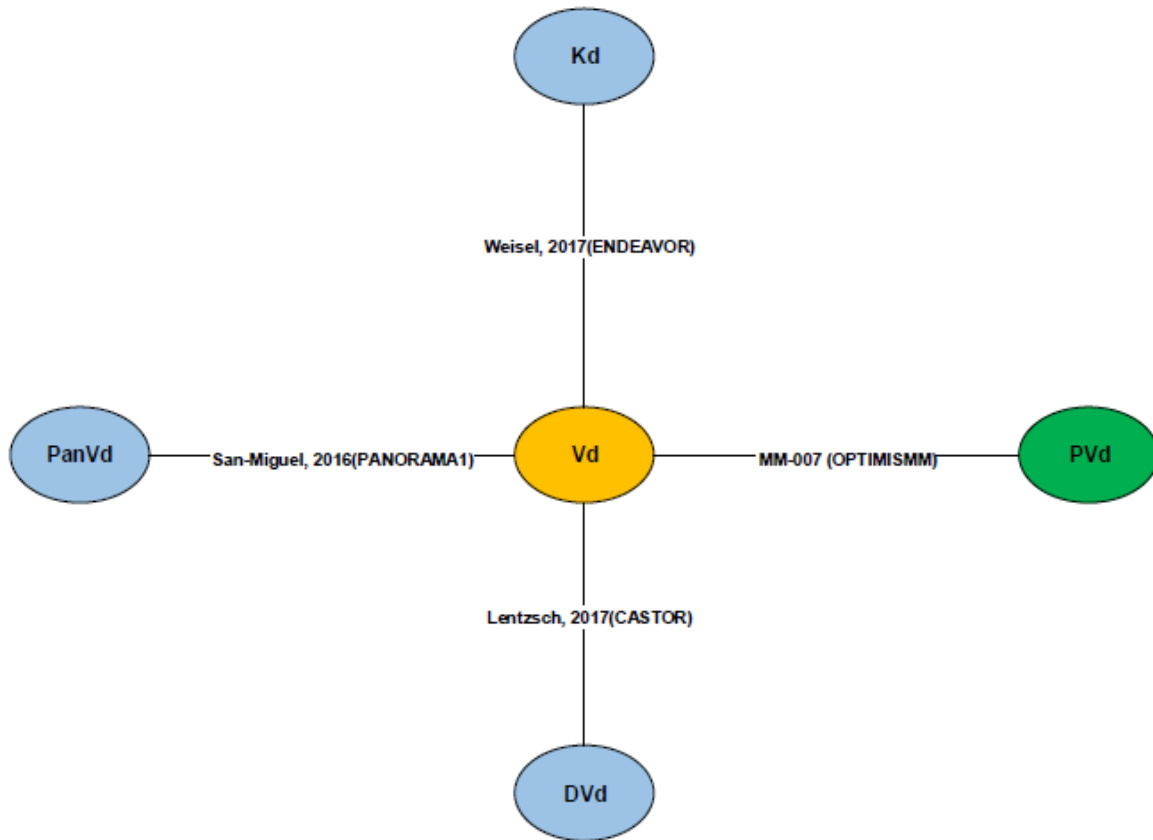 Kd
Weisel, 2017(ENDEAVOR)
PanVd
San-Miguel, 2016(PANORAMA1)
Vd
MM-007 (OPTIMISMM)
PVd
Lentzsch, 2017(CASTOR)
DVd